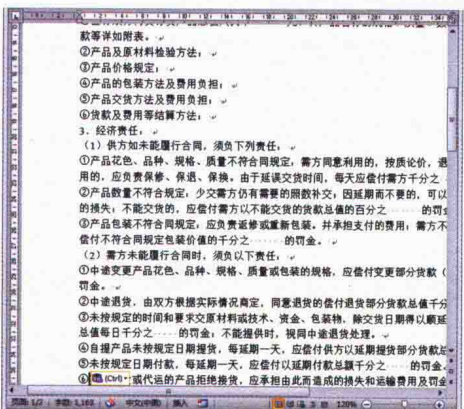 款等详如附表。
②产品及原材料检验方法；
③产品价格规定；
④产品的包装方法及费用负担；
⑤产品交货方法及费用负担；
⑥货款及费用等结算方法；
3．经济责任：
（1）供方如未能履行合同，须负下列责任：
①产品花色、品种、规格、质量不符合同规定，需方同意利用的，按质论价，退
用的，应负责保修、保退、保换。由于延误交货时间，每天应偿付需方千分之
②产品数量不符合规定，少交需方仍有需要的照数补交；因延期而不要的，可以
的损失；不能交货的，应偿付需方以不能交货的货款总值的百分之……的罚金
③产品包装不符合同规定，应负责返修或重新包装。并承担支付的费用；需方不
偿付不符合同规定包装价值的千分之……的罚金。
（2）需方未能履行合同时，须负以下责任：
①中途变更产品花色、品种、规格、质量或包装的规格，应偿付变更部分货款（
罚金。
②中途退货，由双方根据实际情况商定，同意退货的偿付退货部分货款总值千分
③未按规定的时间和要求交原材料或技术、资金、包装物，除交货日期得以顺延
总值每日千分之……的罚金；不能提供时，视同中途退货处理。
④自提产品未按规定日期提货，每延期一天，应偿付供方以延期提货部分货款总
⑤未按规定日期付款，每延期一天，应偿付以延期付款总额千分之……的罚金。
⑥ (Ctrl) 或代运的产品拒绝接货，应承担由此而造成的损失和运输费用及罚金
页面: 1/2 字数: 1,165 中文(中国) 插入 120%